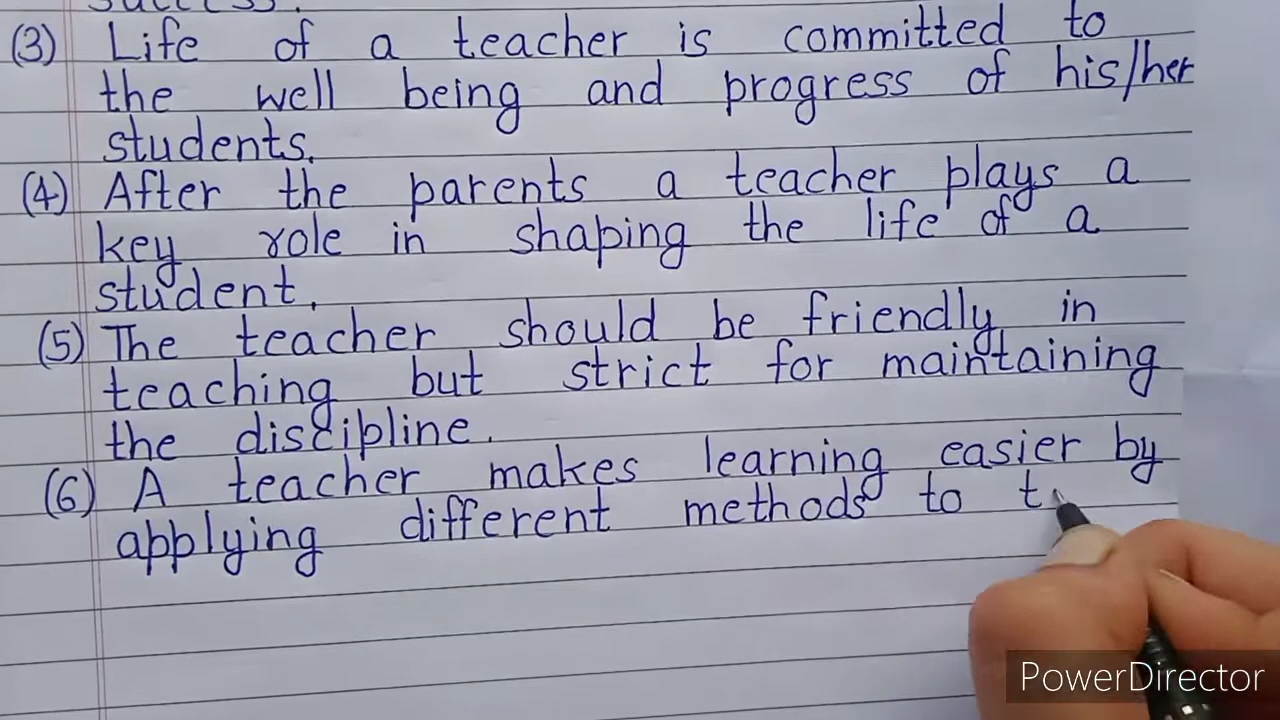 success.
(3) Life of a teacher is committed to
the well being and progress of his/her
students.
(4) After the parents a teacher plays a
key role in shaping the life of a
student.
(5) The teacher should be friendly in
teaching but strict for maintaining
the discipline.
(6) A teacher makes learning easier by
applying different methods to t
PowerDirector